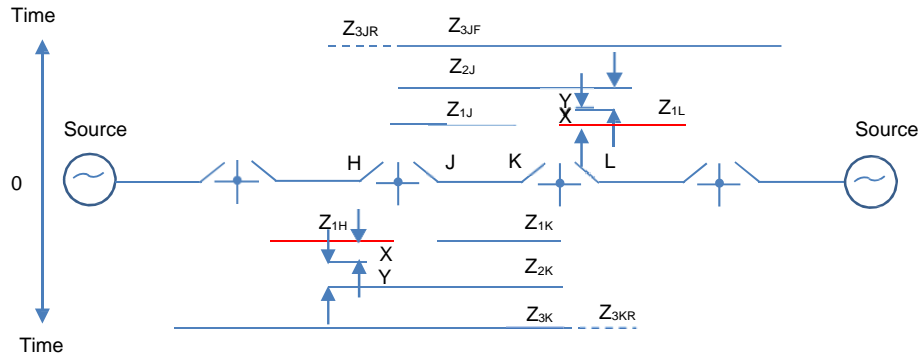 Time
Z3JR
Z3JF
Z2J
Z1J
Y
X
Z1L
Source
Source
0
H
J
K
L
Z1H
Z1K
X
Y
Z2K
Z3K
Z3KR
Time